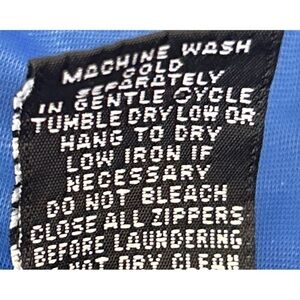 MACHINE WASH
COLD
SEPARATELY
IN GENTLE CYCLE
TUMBLE DRY LOW OR
HANG TO DRY
LOW IRON IF
NECESSARY
DO NOT BLEACH
CLOSE ALL ZIPPERS
BEFORE LAUNDERING
NOT DRY CLEAN